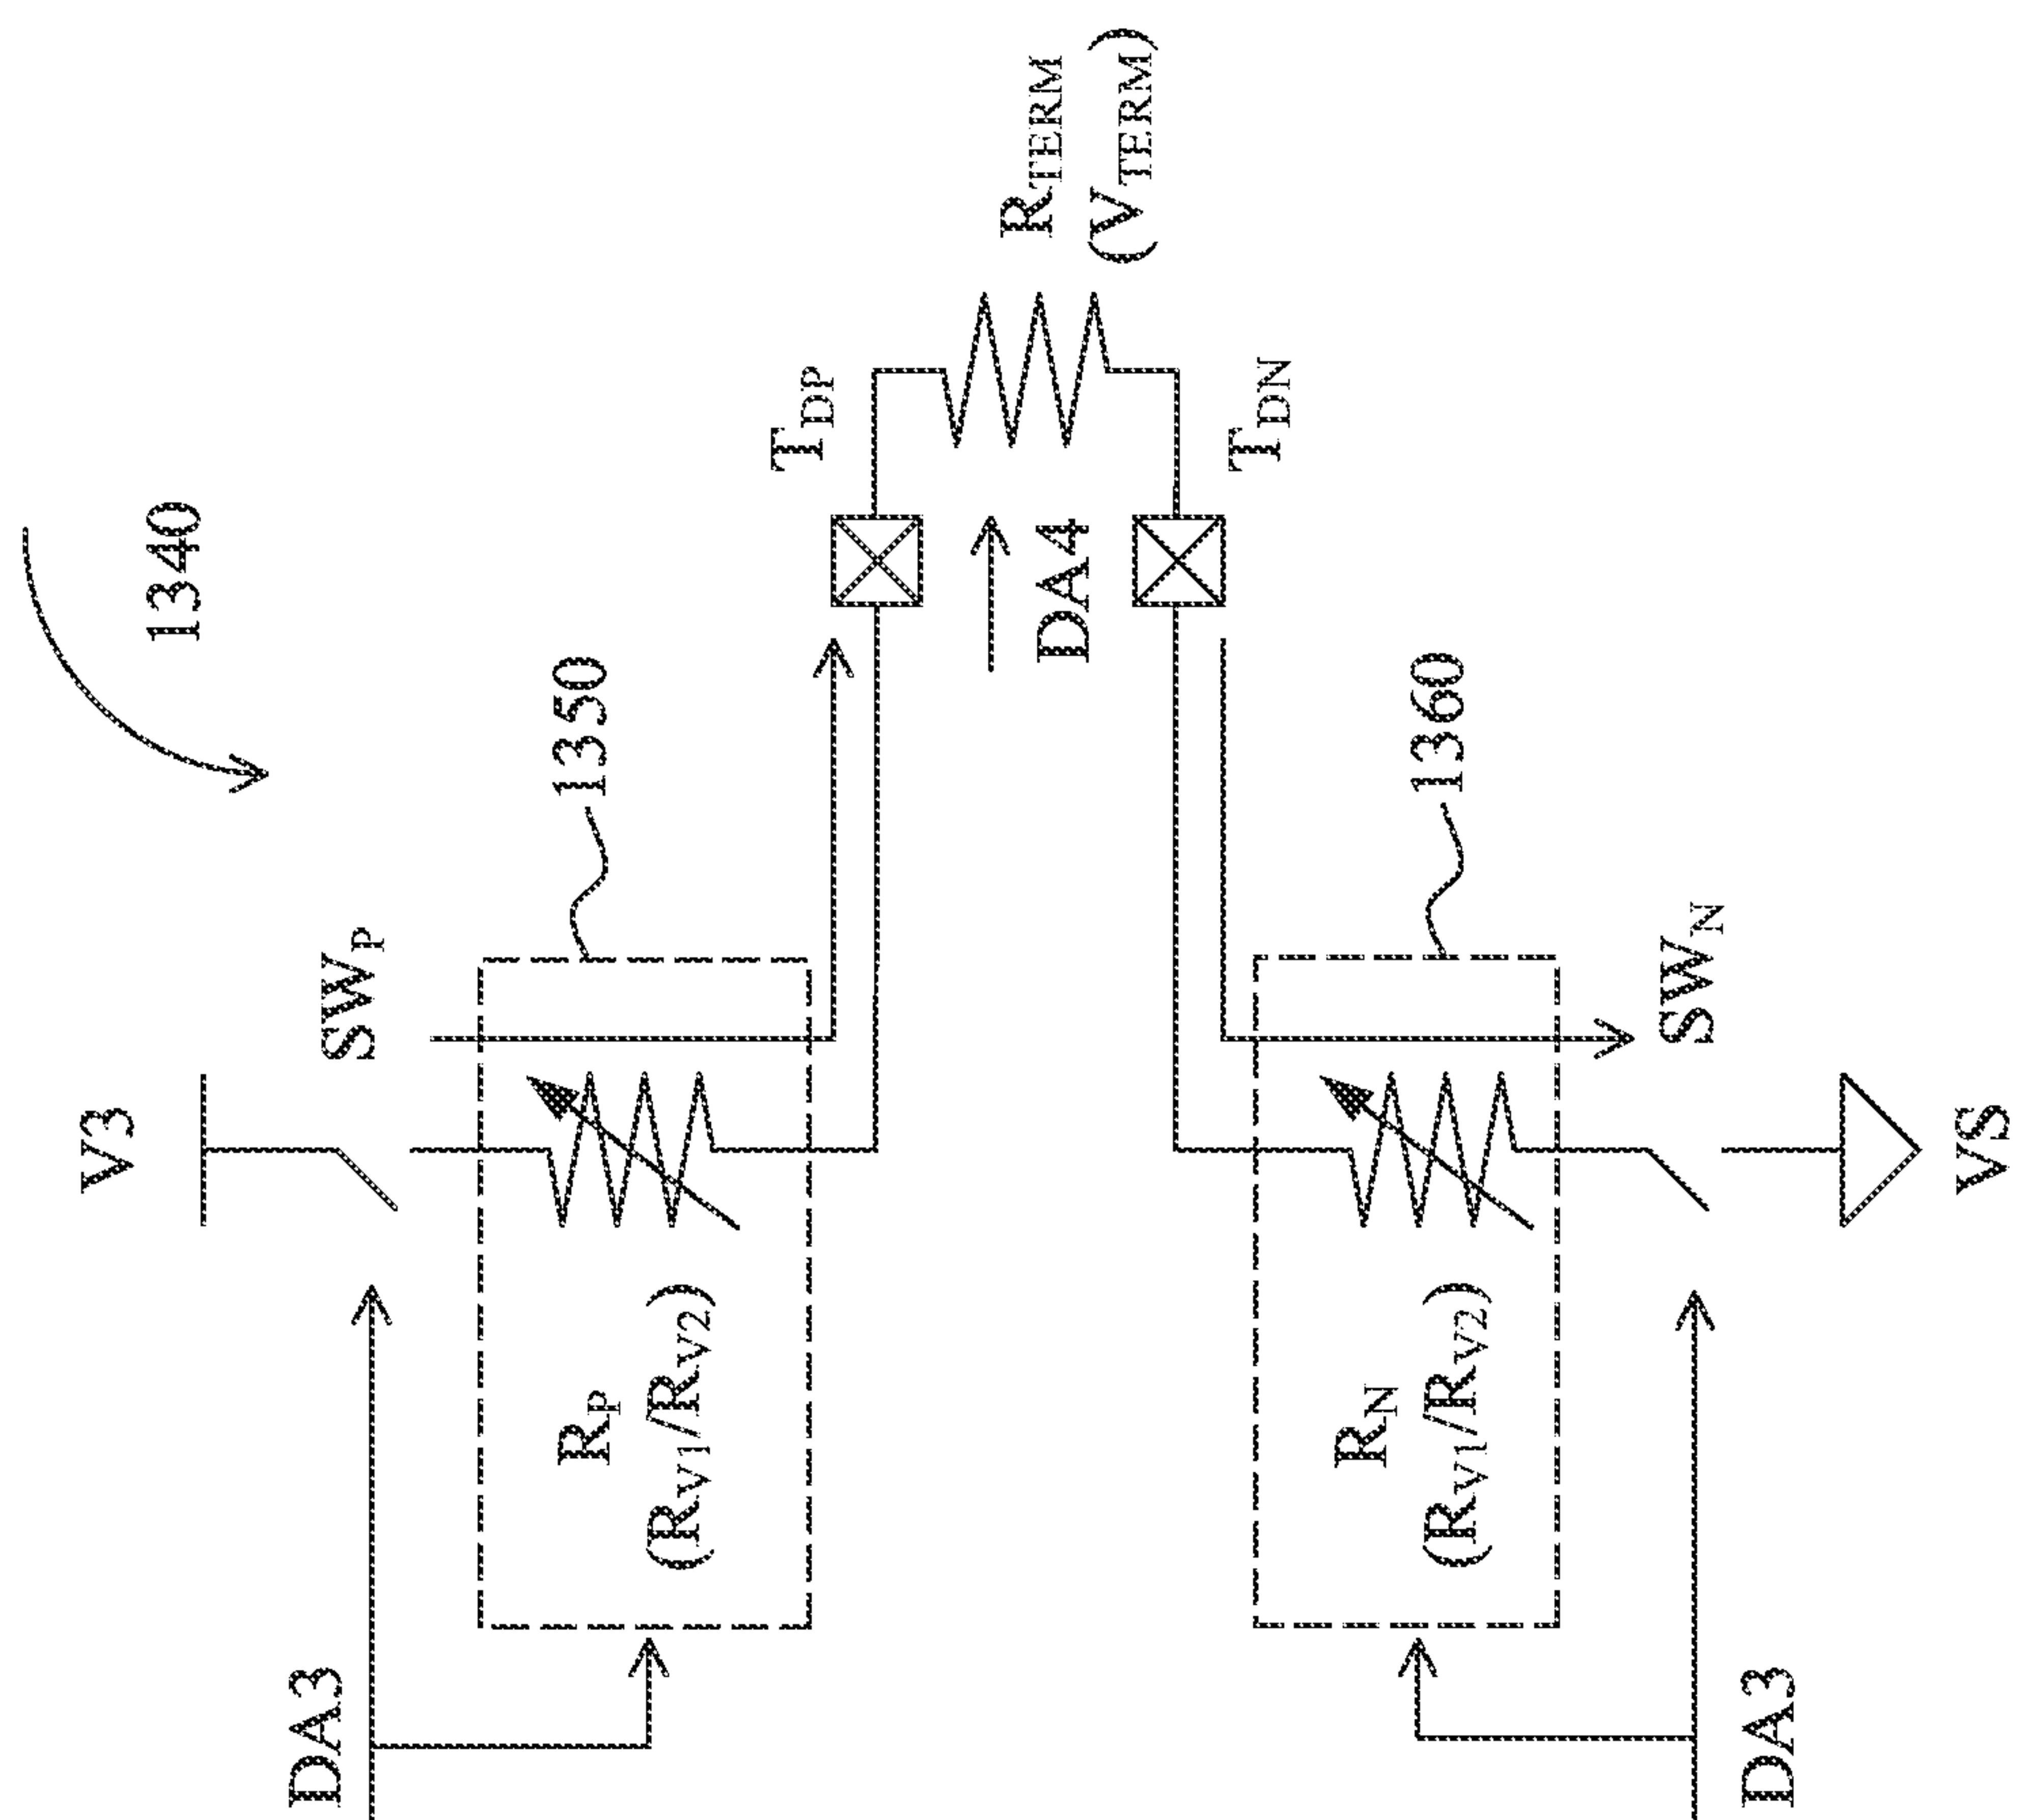 1340
V3
SWP
DA3
1350
RP
(RV1/RV2)
TDP
DA4
RTERM
(VTERM)
TDN
1360
RN
(RV1/RV2)
SWN
DA3
VS